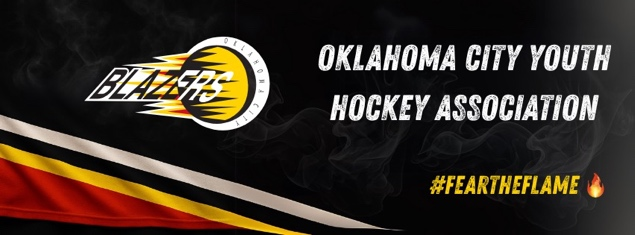 BLAZERS
OKLAHOMA CITY
OKLAHOMA CITY YOUTH
HOCKEY ASSOCIATION
#FEARTHEFLAME 🔥